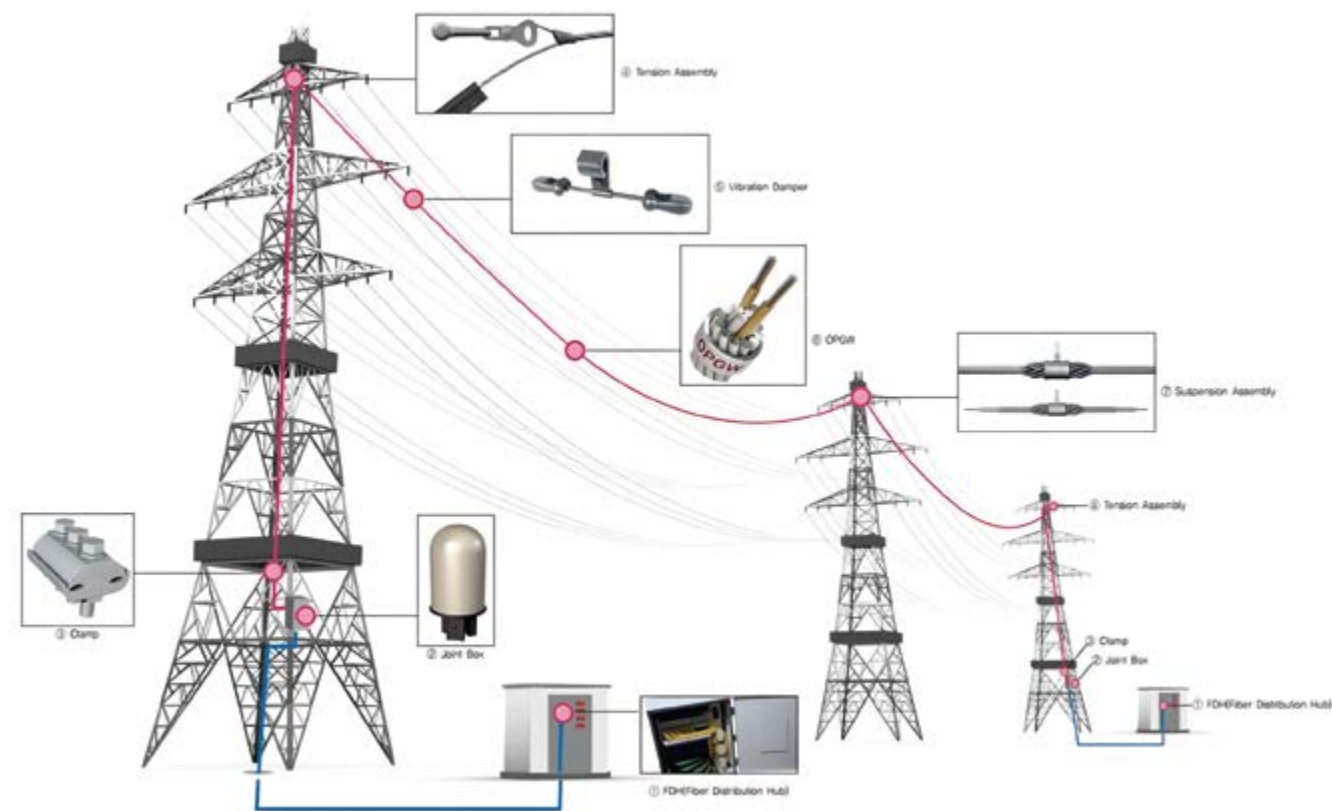 ④ Tension Assembly
⑤ Vibration Damper
OPGW
⑥ OPGW
⑦ Suspension Assembly
⑥ Tension Assembly
③ Clamp
② Joint Box
③ Clamp
② Joint Box
① FDH(Fiber Distribution Hub)
① FDH(Fiber Distribution Hub)